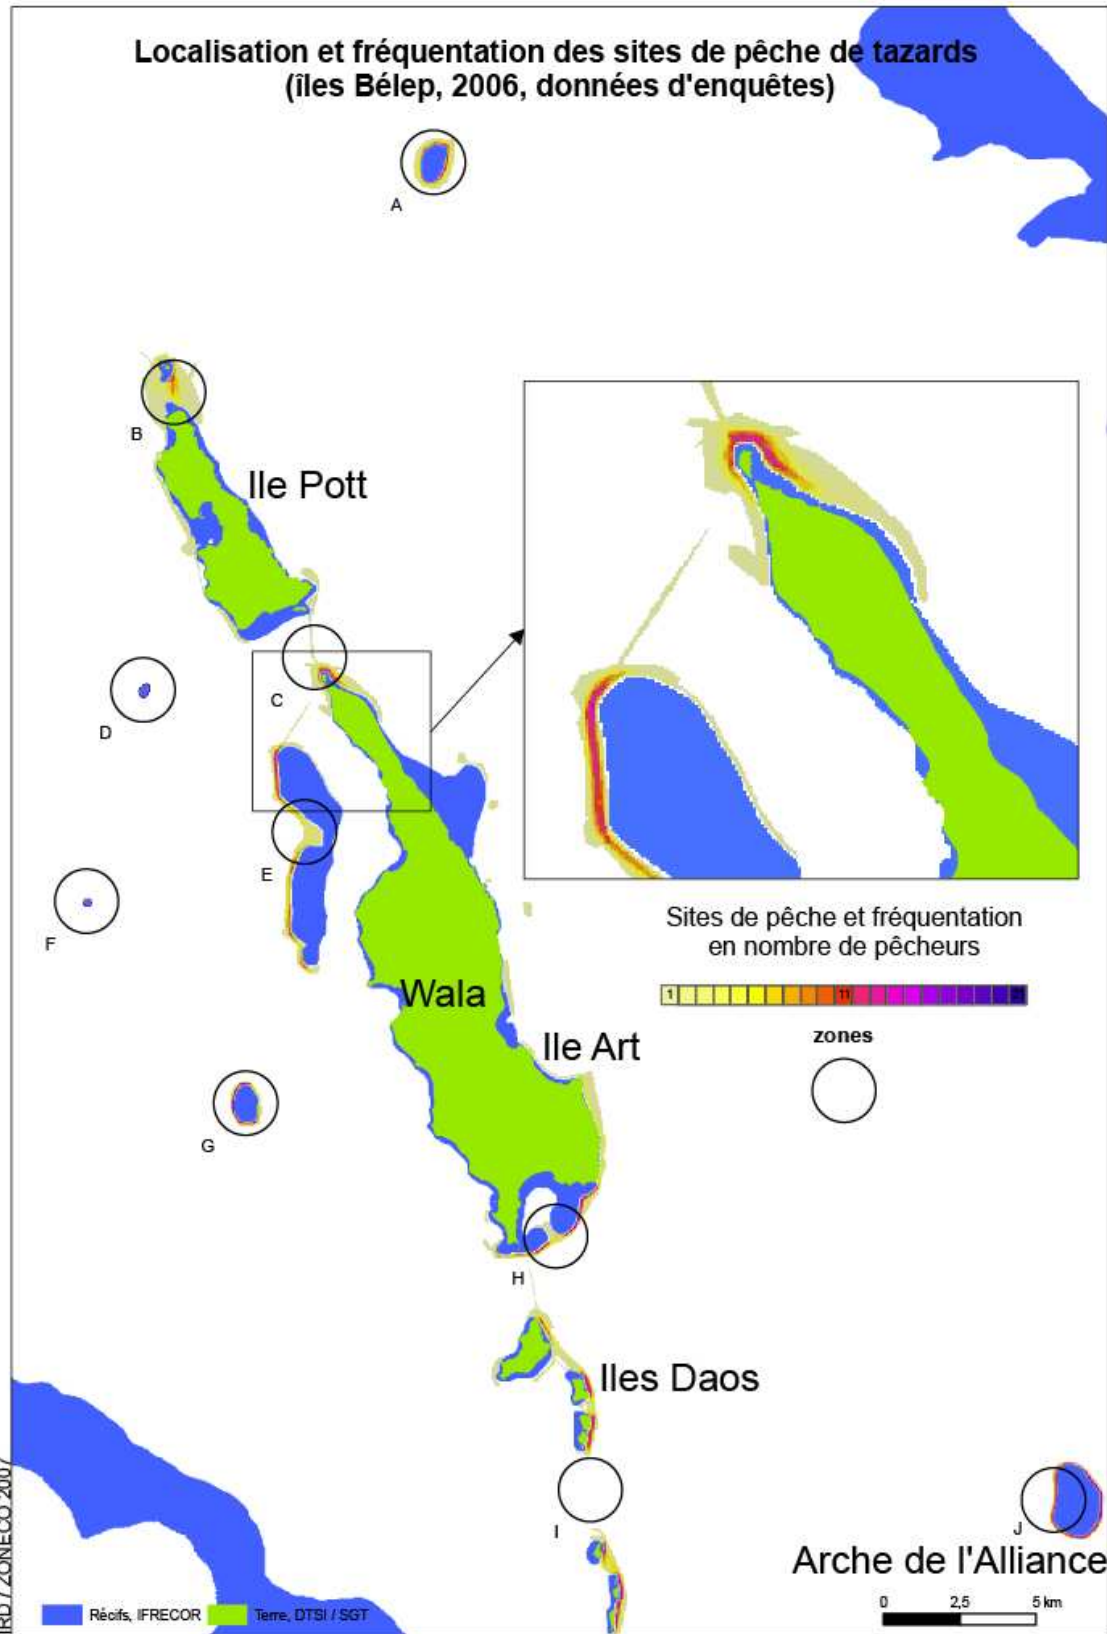 Localisation et fréquentation des sites de pêche de tazards
(îles Bélep, 2006, données d'enquêtes)
A
B
Ile Pott
C
D
E
F
Sites de pêche et fréquentation
en nombre de pêcheurs
1
11
zones
Wala
Ile Art
G
H
Iles Daos
I
J
Arche de l'Alliance
0 2,5 5 km
IRD / ZONECO 2007
Récifs, IFRECOR
Terre, DTSI / SGT